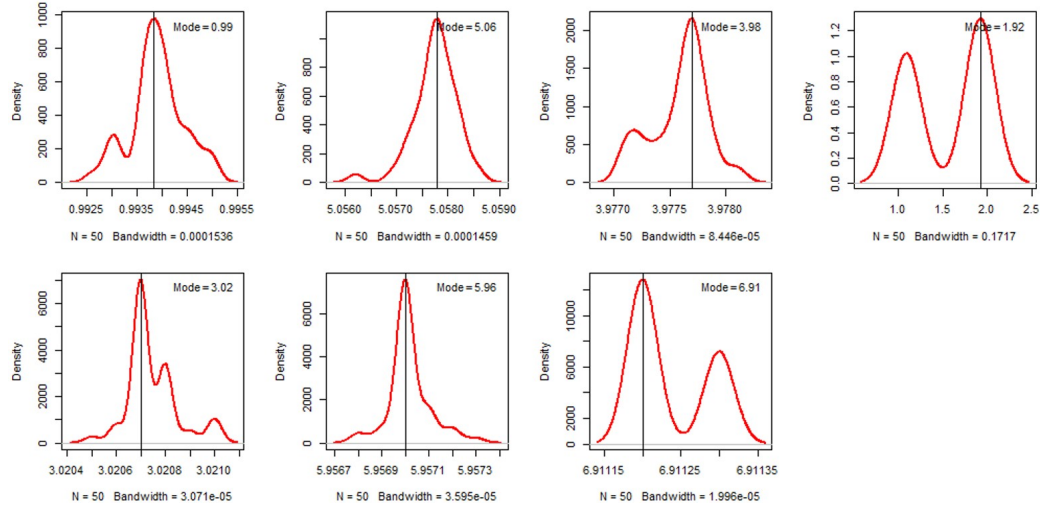 Density
0
200
400
600
800
1000
Mode=0.99
0.9925 0.9935 0.9945 0.9955
N = 50 Bandwidth = 0.0001536
Density
0
200
400
600
800
Mode=5.06
5.0560 5.0570 5.0580 5.0590
N = 50 Bandwidth = 0.0001459
Density
0
500
1000
1500
2000
Mode=3.98
3.9770 3.9775 3.9780
N = 50 Bandwidth = 8.446e-05
Density
0.0
0.2
0.4
0.6
0.8
1.0
1.2
Mode=1.92
1.0 1.5 2.0 2.5
N = 50 Bandwidth = 0.1717
Density
0
2000
4000
6000
Mode=3.02
3.0204 3.0206 3.0208 3.0210
N = 50 Bandwidth = 3.071e-05
Density
0
2000
4000
6000
Mode=5.96
5.9567 5.9569 5.9571 5.9573
N = 50 Bandwidth = 3.595e-05
Density
0
2000
6000
10000
Mode=6.91
6.91115 6.91125 6.91135
N = 50 Bandwidth = 1.996e-05